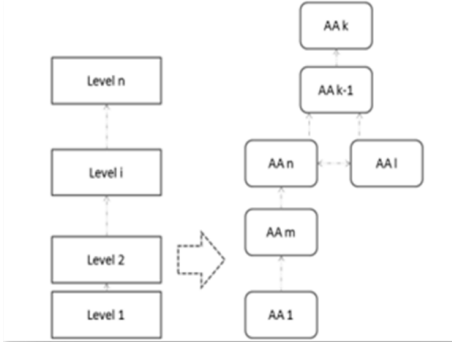 Level n
Level i
Level 2
Level 1
AA k
AA k-1
AA n
AA l
AA m
AA 1